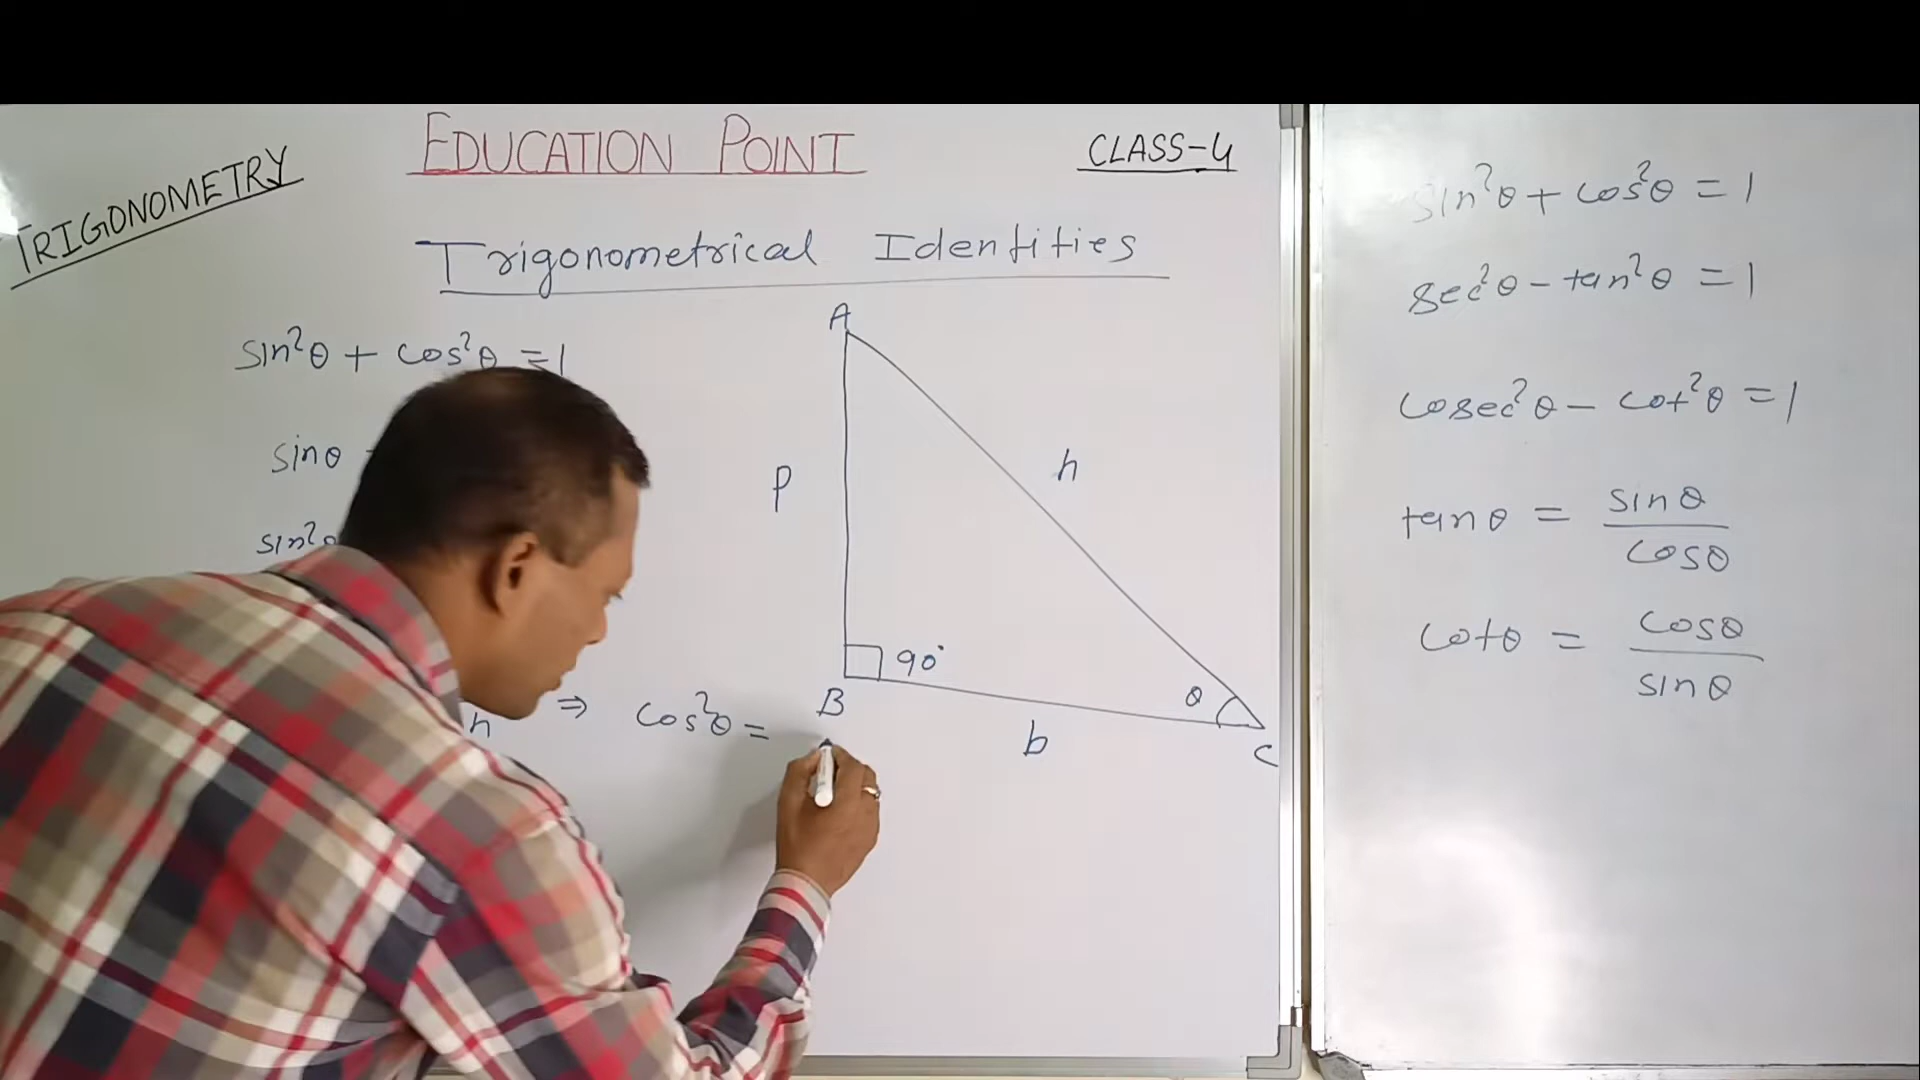 TRIGONOMETRY
EDUCATION POINT
CLASS-4
Trigonometrical Identities
sin²θ + cos²θ = 1
sinθ
sin²θ
h ⇒ cos²θ =
A
p
h
90°
B
b
θ
C
sin²θ + cos²θ = 1
sec²θ - tan²θ = 1
cosec²θ - cot²θ = 1
tanθ = sinθ
cosθ
cotθ = cosθ
sinθ